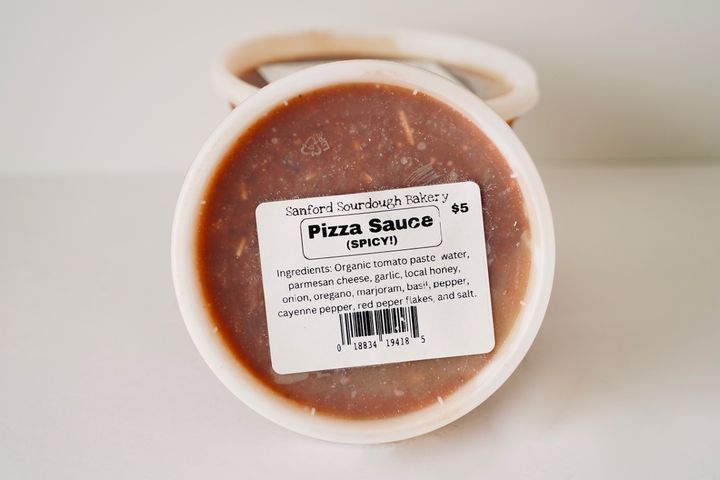 Sanford Sourdough Bakery
Pizza Sauce $5
(SPICY!)
Ingredients: Organic tomato paste water,
parmesan cheese, garlic, local honey,
onion, oregano, marjoram, basil, pepper,
cayenne pepper, red peper flakes, and salt.
0 18834 19418 5